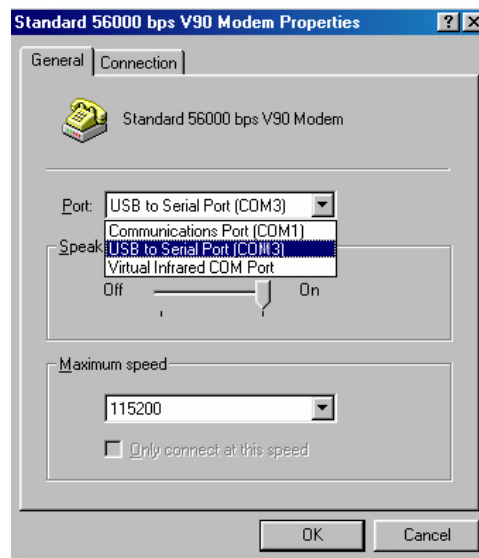 Standard 56000 bps V90 Modem Properties
General
Connection
Standard 56000 bps V90 Modem
Port: USB to Serial Port (COM3)
Communications Port (COM1)
USB to Serial Port (COM3)
Virtual Infrared COM Port
Speak
Off On
Maximum speed
115200
Only connect at this speed
OK Cancel